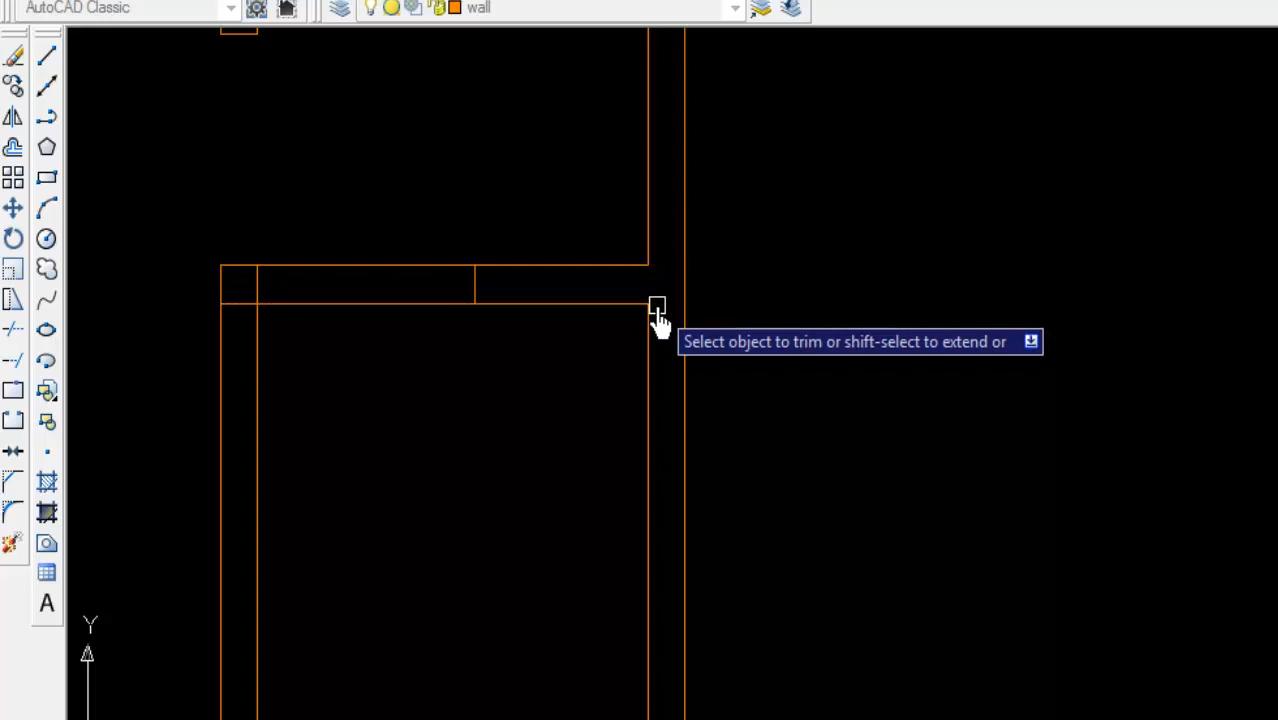 AutoCAD Classic
wall
Select object to trim or shift-select to extend or
A
Y